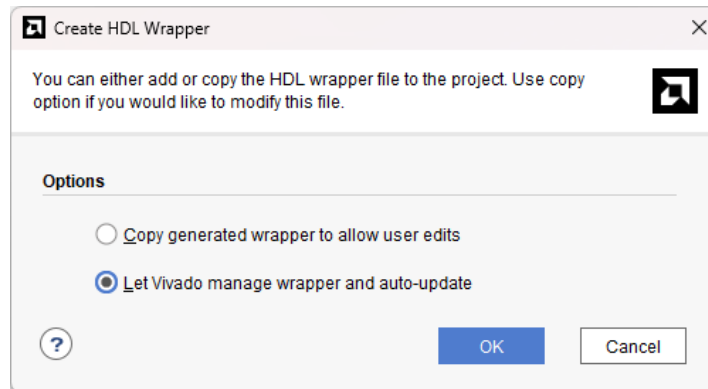 Create HDL Wrapper
You can either add or copy the HDL wrapper file to the project. Use copy
option if you would like to modify this file.
Options
Copy generated wrapper to allow user edits
Let Vivado manage wrapper and auto-update
?
OK
Cancel